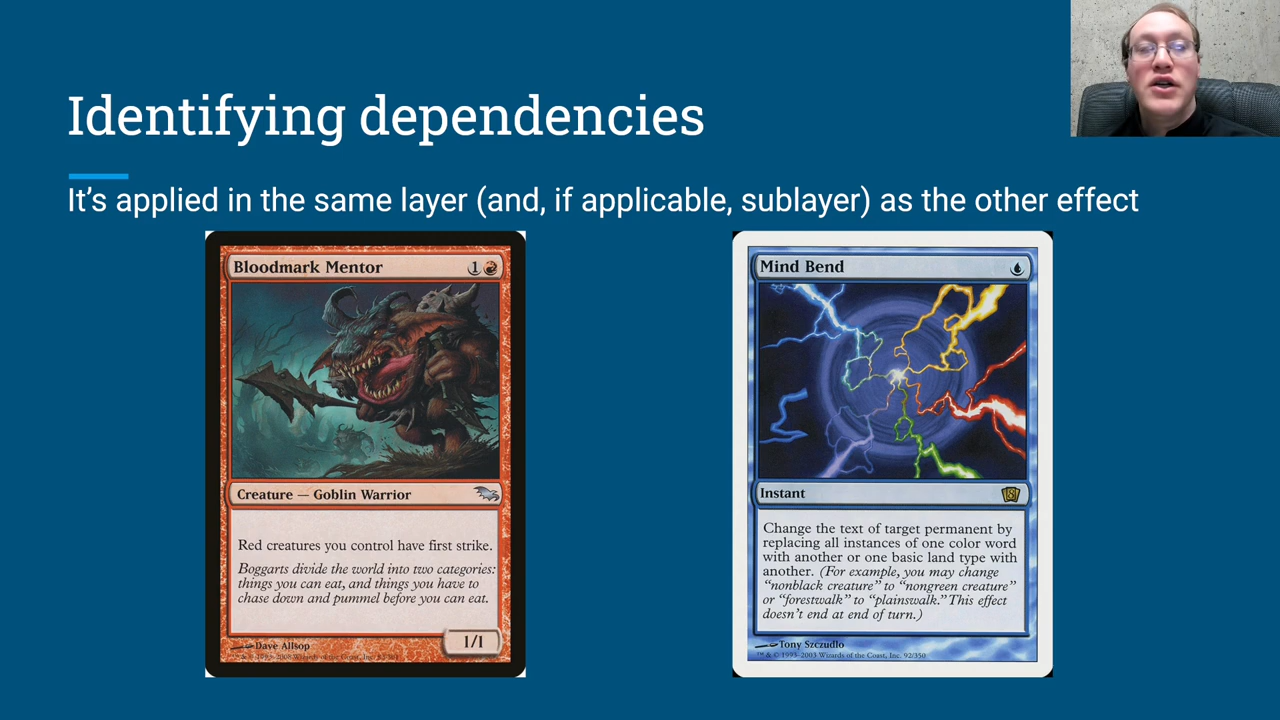 Identifying dependencies
It’s applied in the same layer (and, if applicable, sublayer) as the other effect
Bloodmark Mentor 1
Creature — Goblin Warrior
Red creatures you control have first strike.
Boggarts divide the world into two categories:
things you can eat, and things you have to
chase down and pummel before you can eat.
1/1
Dave Allsop
Mind Bend
Instant
Change the text of target permanent by
replacing all instances of one color word
with another or one basic land type with
another. (For example, you may change
“nonblack creature” to “nongreen creature”
or “forestwalk” to “plainswalk.” This effect
doesn’t end at end of turn.)
Tony Szczudlo
™ & © 1993-2003 Wizards of the Coast, Inc. 92/350